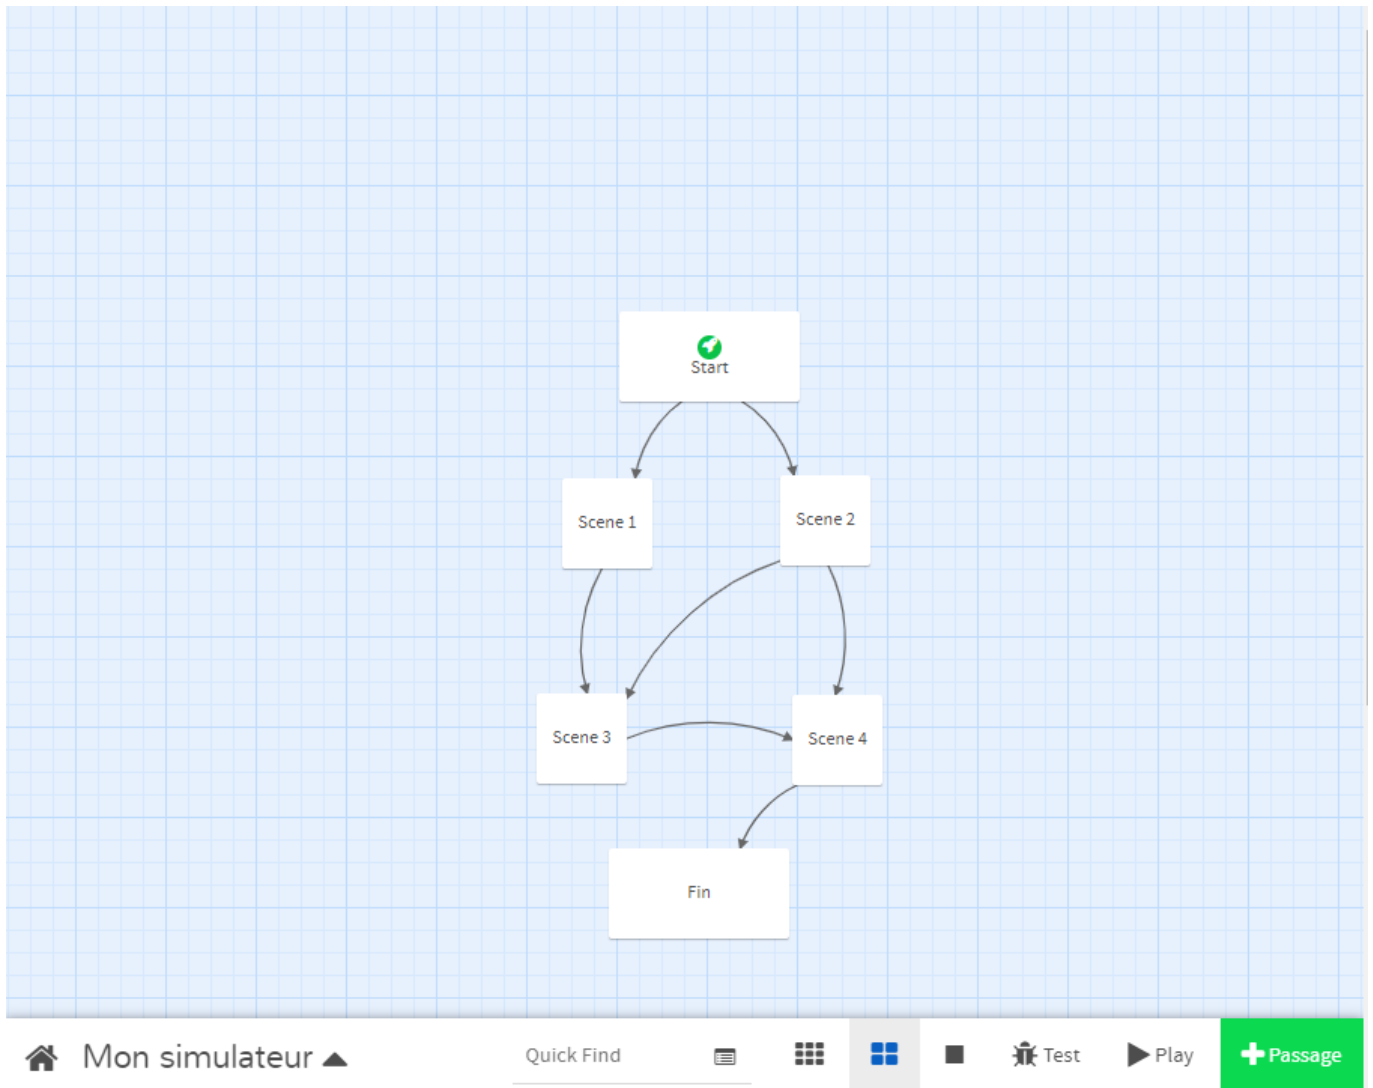 Start
Scene 1
Scene 2
Scene 3
Scene 4
Fin
Mon simulateur
Quick Find
Test
Play
Passage